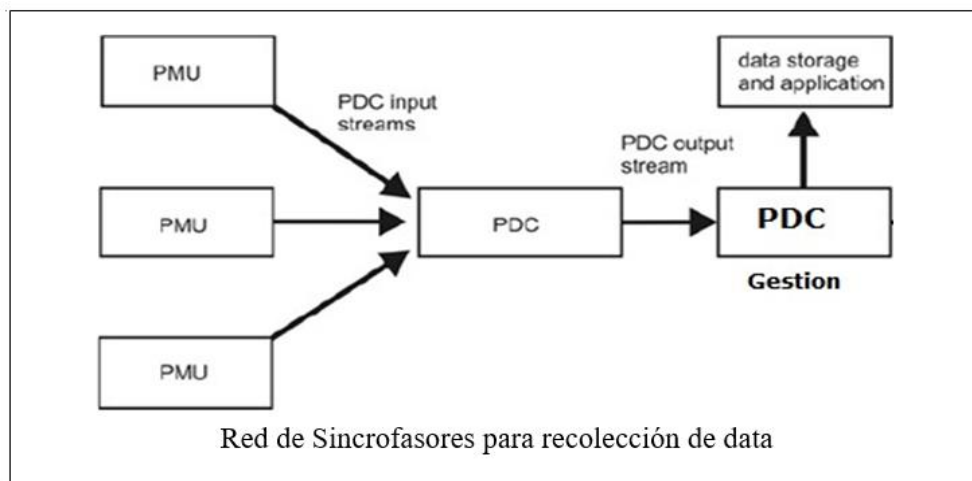 PMU
PDC input
streams
PMU
PMU
PDC
PDC output
stream
data storage
and application
PDC
Gestion
Red de Sincrofasores para recolección de data